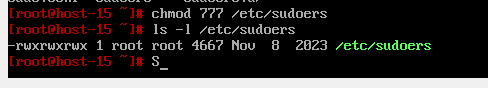 [root@host-15 ]# chmod 777 /etc/sudoers
[root@host-15 ]# ls -l /etc/sudoers
-rwxrwxrwx 1 root root 4667 Nov  8  2023 /etc/sudoers
[root@host-15 ]# S_